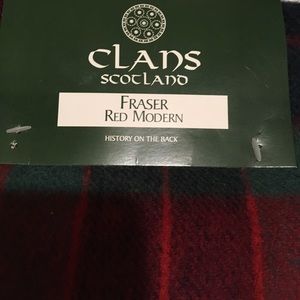 CLANS
SCOTLAND
FRASER
RED MODERN
HISTORY ON THE BACK